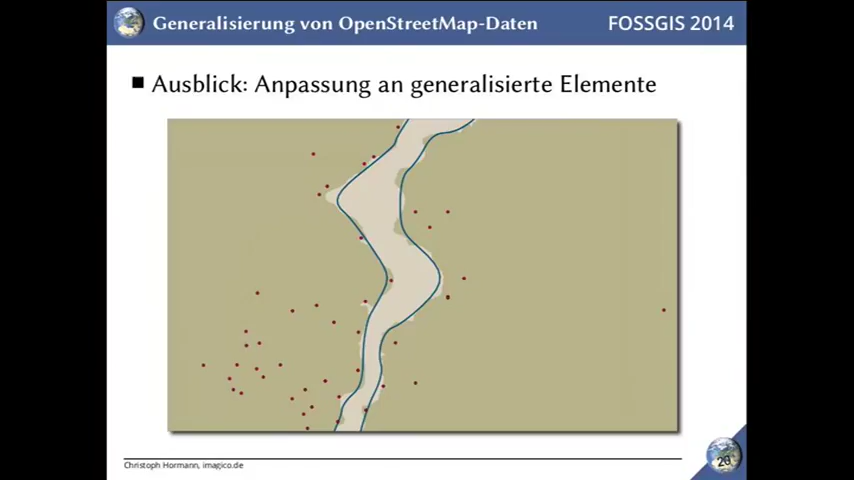 Generalisierung von OpenStreetMap-Daten
FOSSGIS 2014
Ausblick: Anpassung an generalisierte Elemente
Christoph Hormann, imagico.de